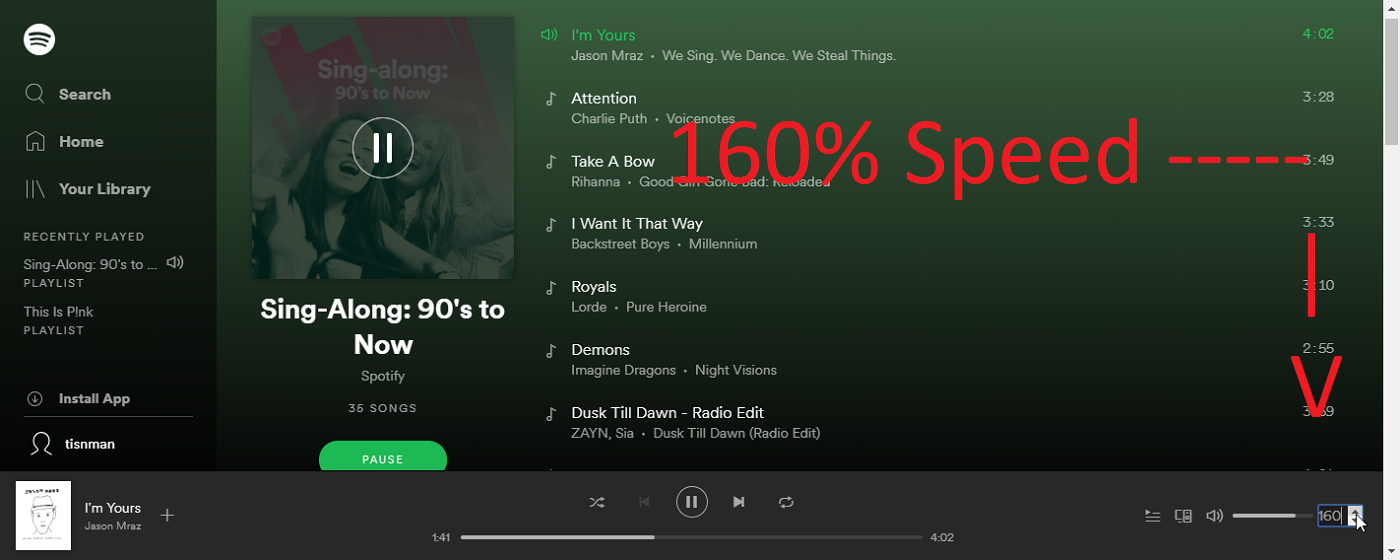 Search
Home
Your Library
RECENTLY PLAYED
Sing-Along: 90's to ...
PLAYLIST
This Is P!nk
PLAYLIST
Install App
tisnman
Sing-along:
90's to Now
Sing-Along: 90's to
Now
Spotify
35 SONGS
PAUSE
I'm Yours 4:02
Jason Mraz • We Sing. We Dance. We Steal Things.
Attention 3:28
Charlie Puth • Voicenotes
160% Speed -----
Take A Bow 3:49
Rihanna • Good Girl Gone Bad: Reloaded
I Want It That Way 3:33
Backstreet Boys • Millennium
|
Royals 3:10
Lorde • Pure Heroine
Demons 2:55
Imagine Dragons • Night Visions
V
Dusk Till Dawn - Radio Edit
ZAYN, Sia • Dusk Till Dawn (Radio Edit)
I'm Yours
Jason Mraz
1:41 4:02
160